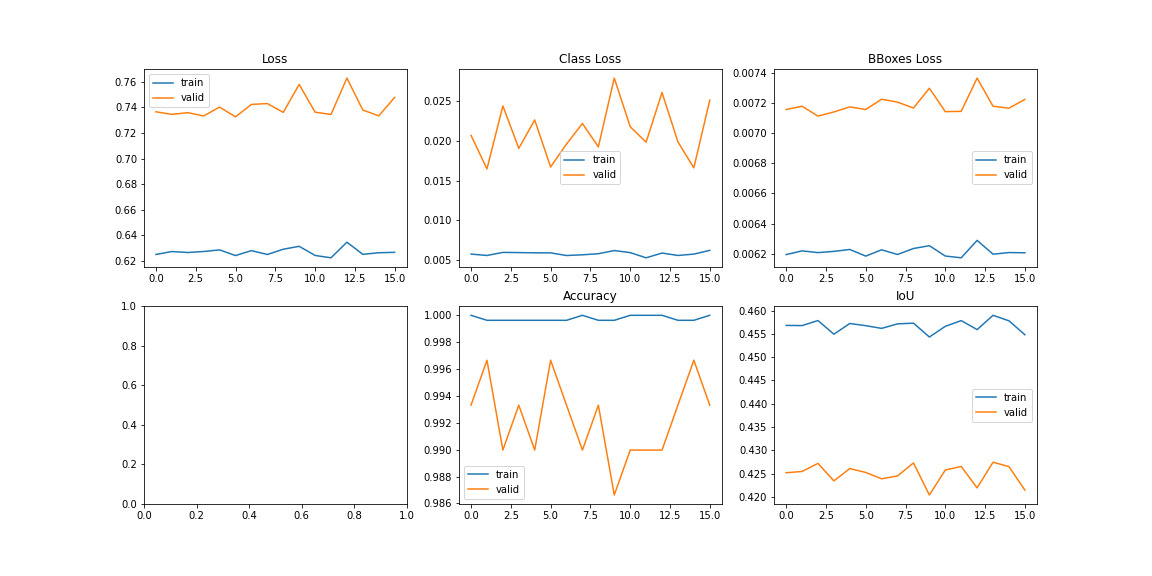 Loss
0.76
0.74
0.72
0.70
0.68
0.66
0.64
0.62
train
valid
0.0 2.5 5.0 7.5 10.0 12.5 15.0
Class Loss
0.025
0.020
0.015
0.010
0.005
train
valid
0.0 2.5 5.0 7.5 10.0 12.5 15.0
BBoxes Loss
0.0074
0.0072
0.0070
0.0068
0.0066
0.0064
0.0062
train
valid
0.0 2.5 5.0 7.5 10.0 12.5 15.0
1.0
0.8
0.6
0.4
0.2
0.0
0.0 0.2 0.4 0.6 0.8 1.0
Accuracy
1.000
0.998
0.996
0.994
0.992
0.990
0.988
0.986
train
valid
0.0 2.5 5.0 7.5 10.0 12.5 15.0
IoU
0.460
0.455
0.450
0.445
0.440
0.435
0.430
0.425
0.420
train
valid
0.0 2.5 5.0 7.5 10.0 12.5 15.0